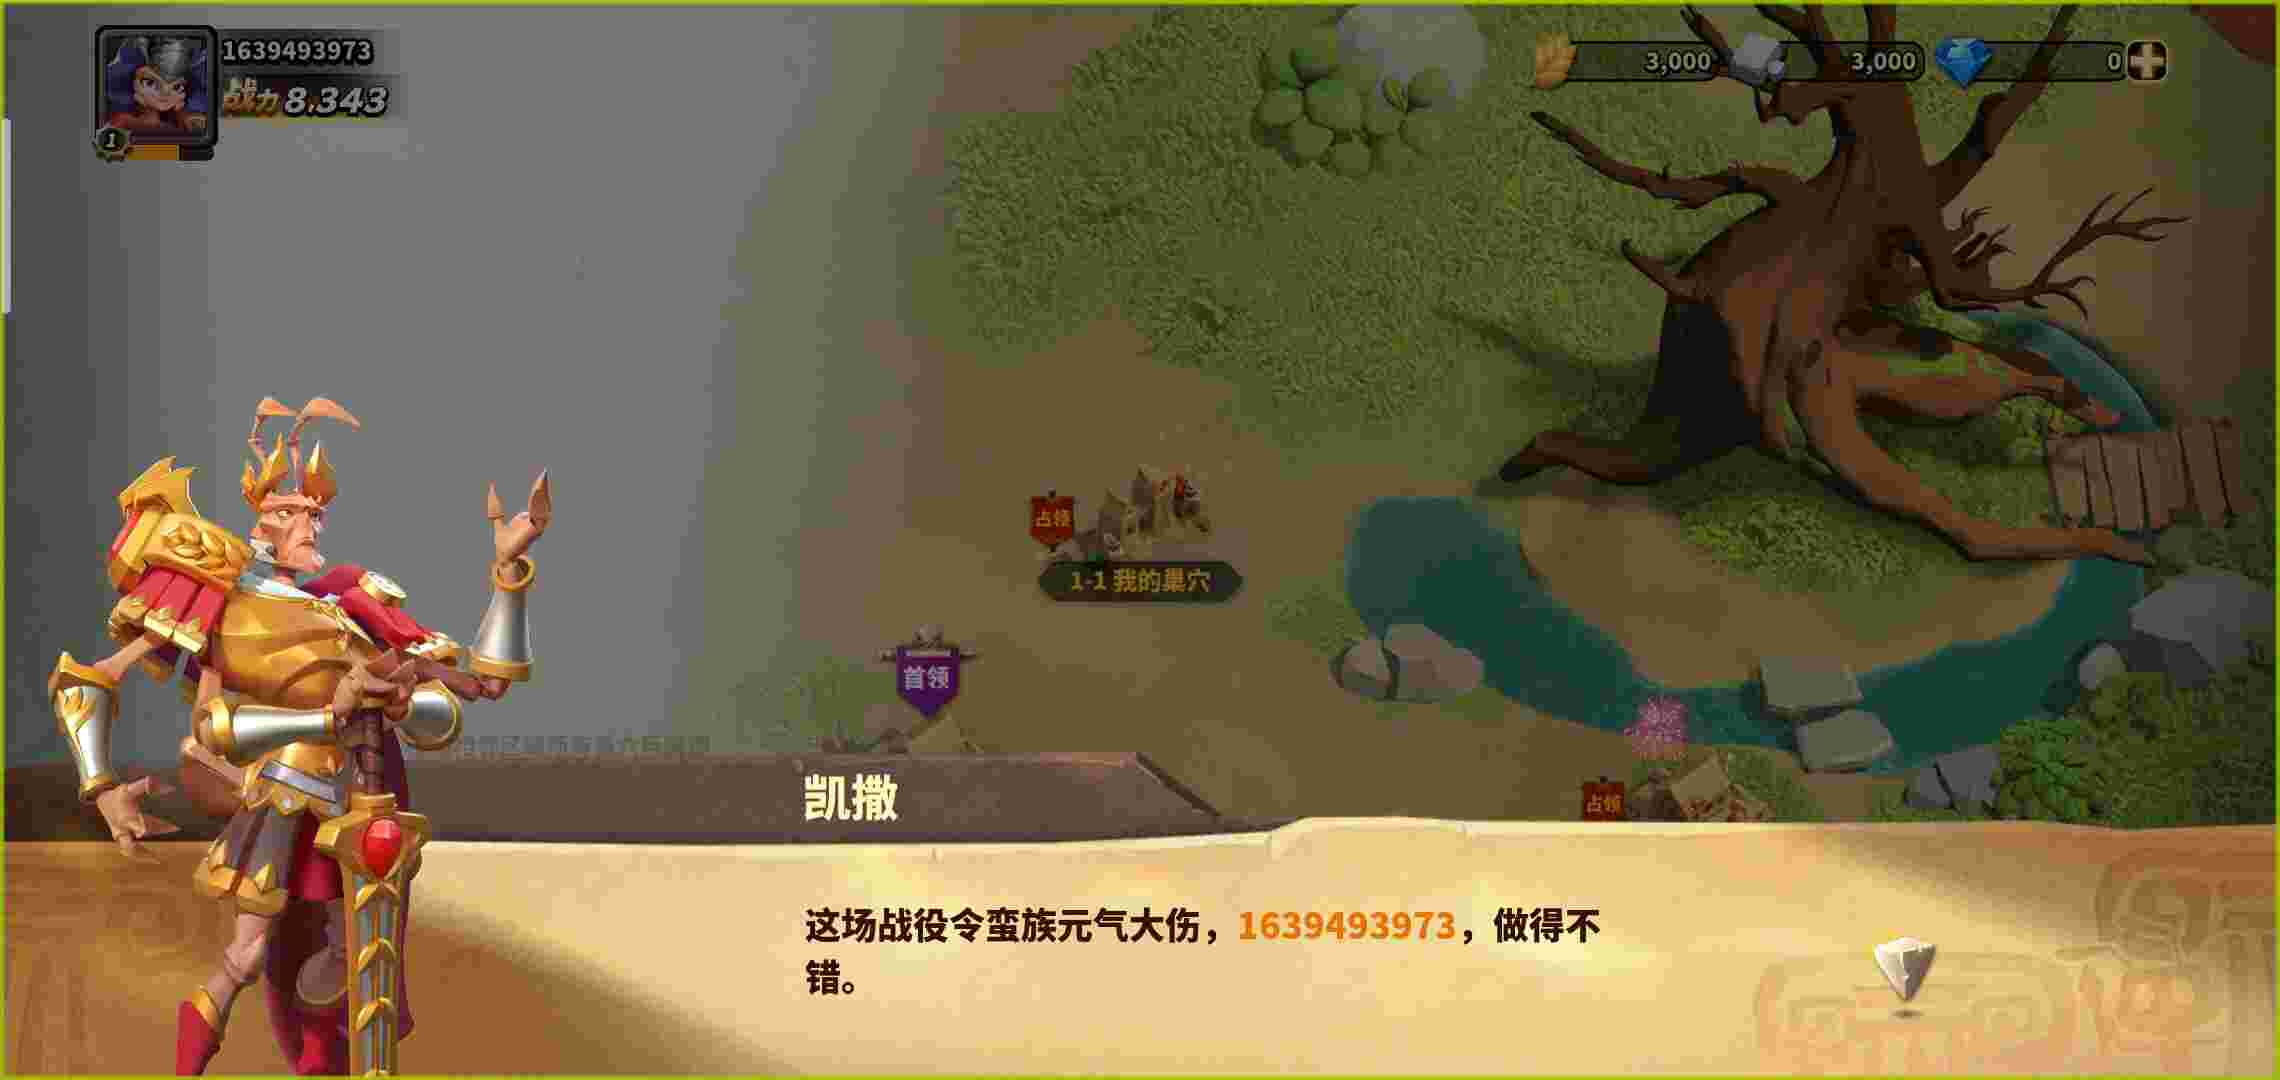 1639493973
战力 8,343
1
3,000
3,000
0
占领
1-1 我的巢穴
首领
占领
凯撒
这场战役令蛮族元气大伤，1639493973，做得不
错。